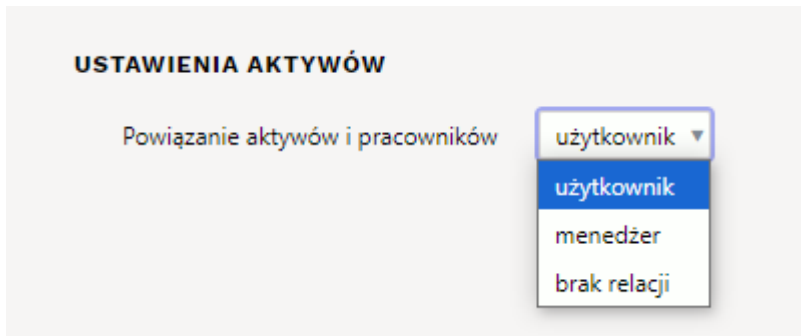 USTAWIENIA AKTYWÓW
Powiązanie aktywów i pracowników użytkownik
użytkownik
menedżer
brak relacji